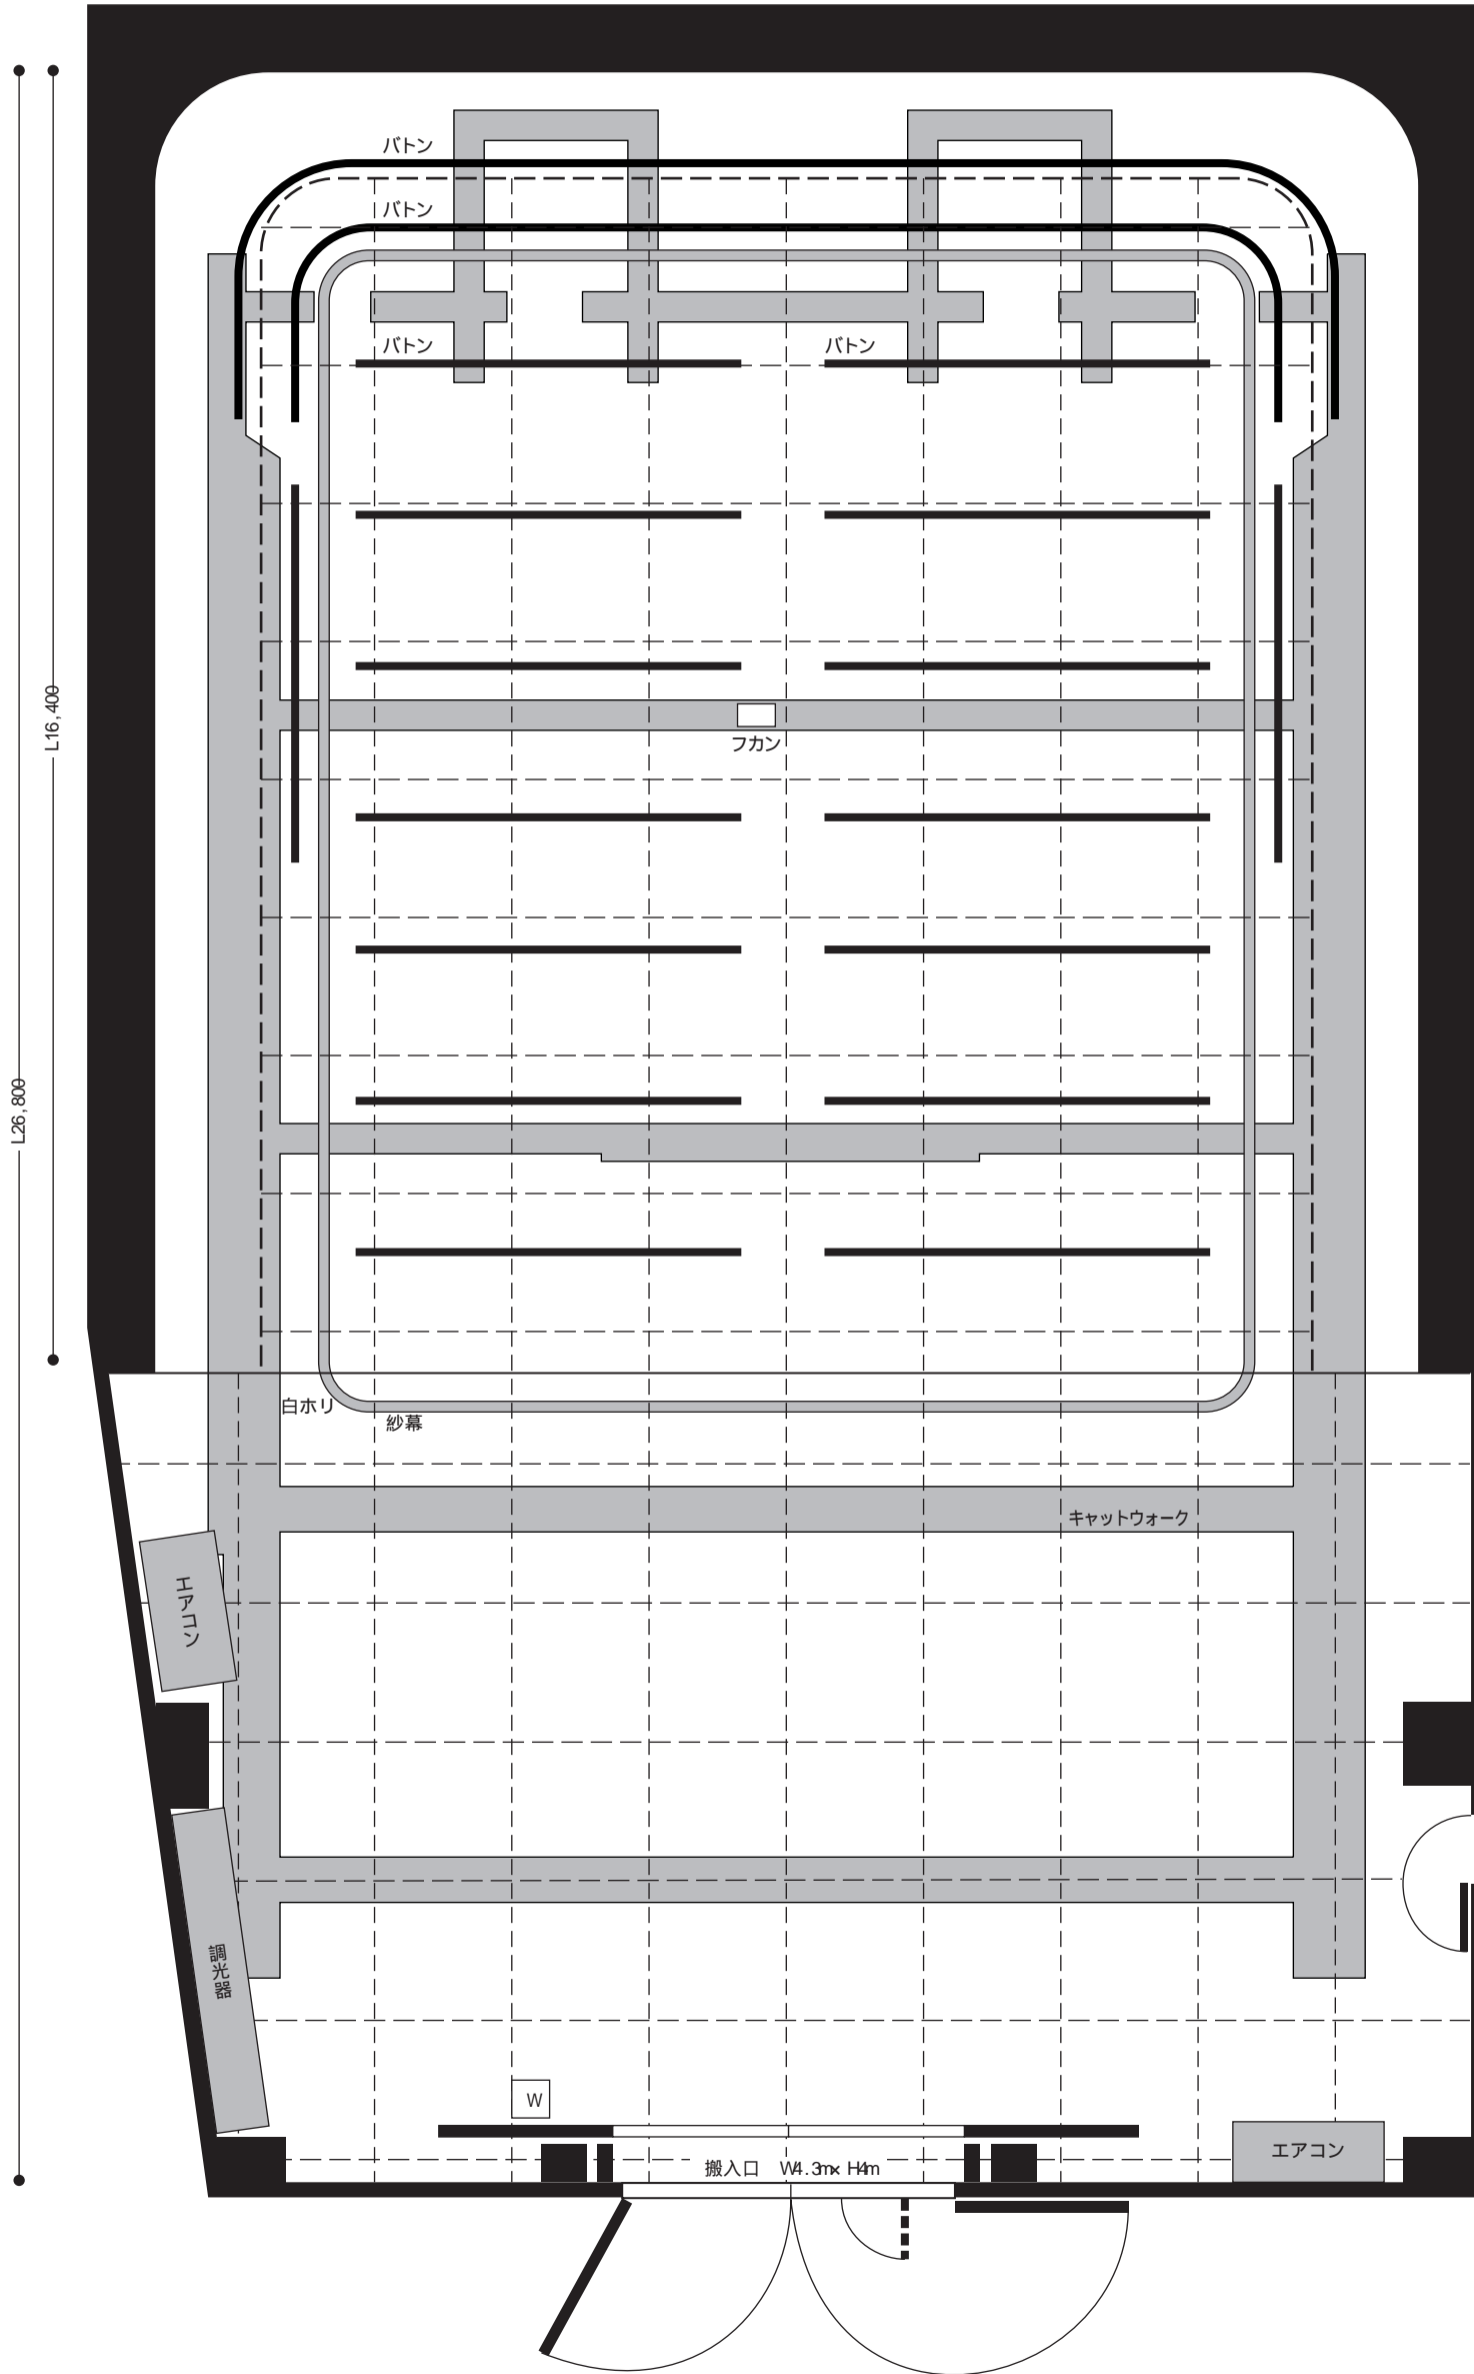 バトン
バトン
バトン
バトン
L16,400
フカン
L26,800
白ホリ
紗幕
キャットウォーク
エアコン
調光器
W
エアコン
搬入口 W4.3m×H4m